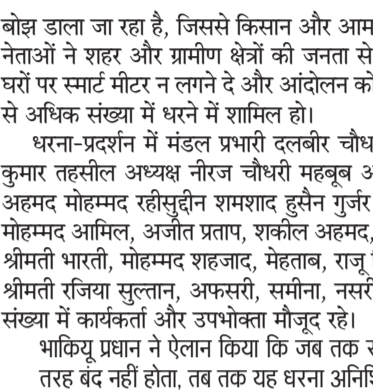 बोझ डाला जा रहा है, जिससे किसान और आम
नेताओं ने शहर और ग्रामीण क्षेत्रों की जनता से
घरों पर स्मार्ट मीटर न लगने दे और आंदोलन को
से अधिक संख्या में धरने में शामिल हो।
धरना-प्रदर्शन में मंडल प्रभारी दलबीर
कुमार तहसील अध्यक्ष नीरज चौधरी महबूब
अहमद मोहम्मद रहीसुद्दीन शमशाद हुसैन गुर्जर
मोहम्मद आमिल, अजीत प्रताप, शकील अहमद,
श्रीमती भारती, मोहम्मद शहजाद, मेहताब, राजू
श्रीमती रजिया सुल्तान, अफसरी, समीना,
संख्या में कार्यकर्ता और उपभोक्ता मौजूद रहे।
भाकियू प्रधान ने ऐलान किया कि जब तक
तरह बंद नहीं होता, तब तक यह धरना